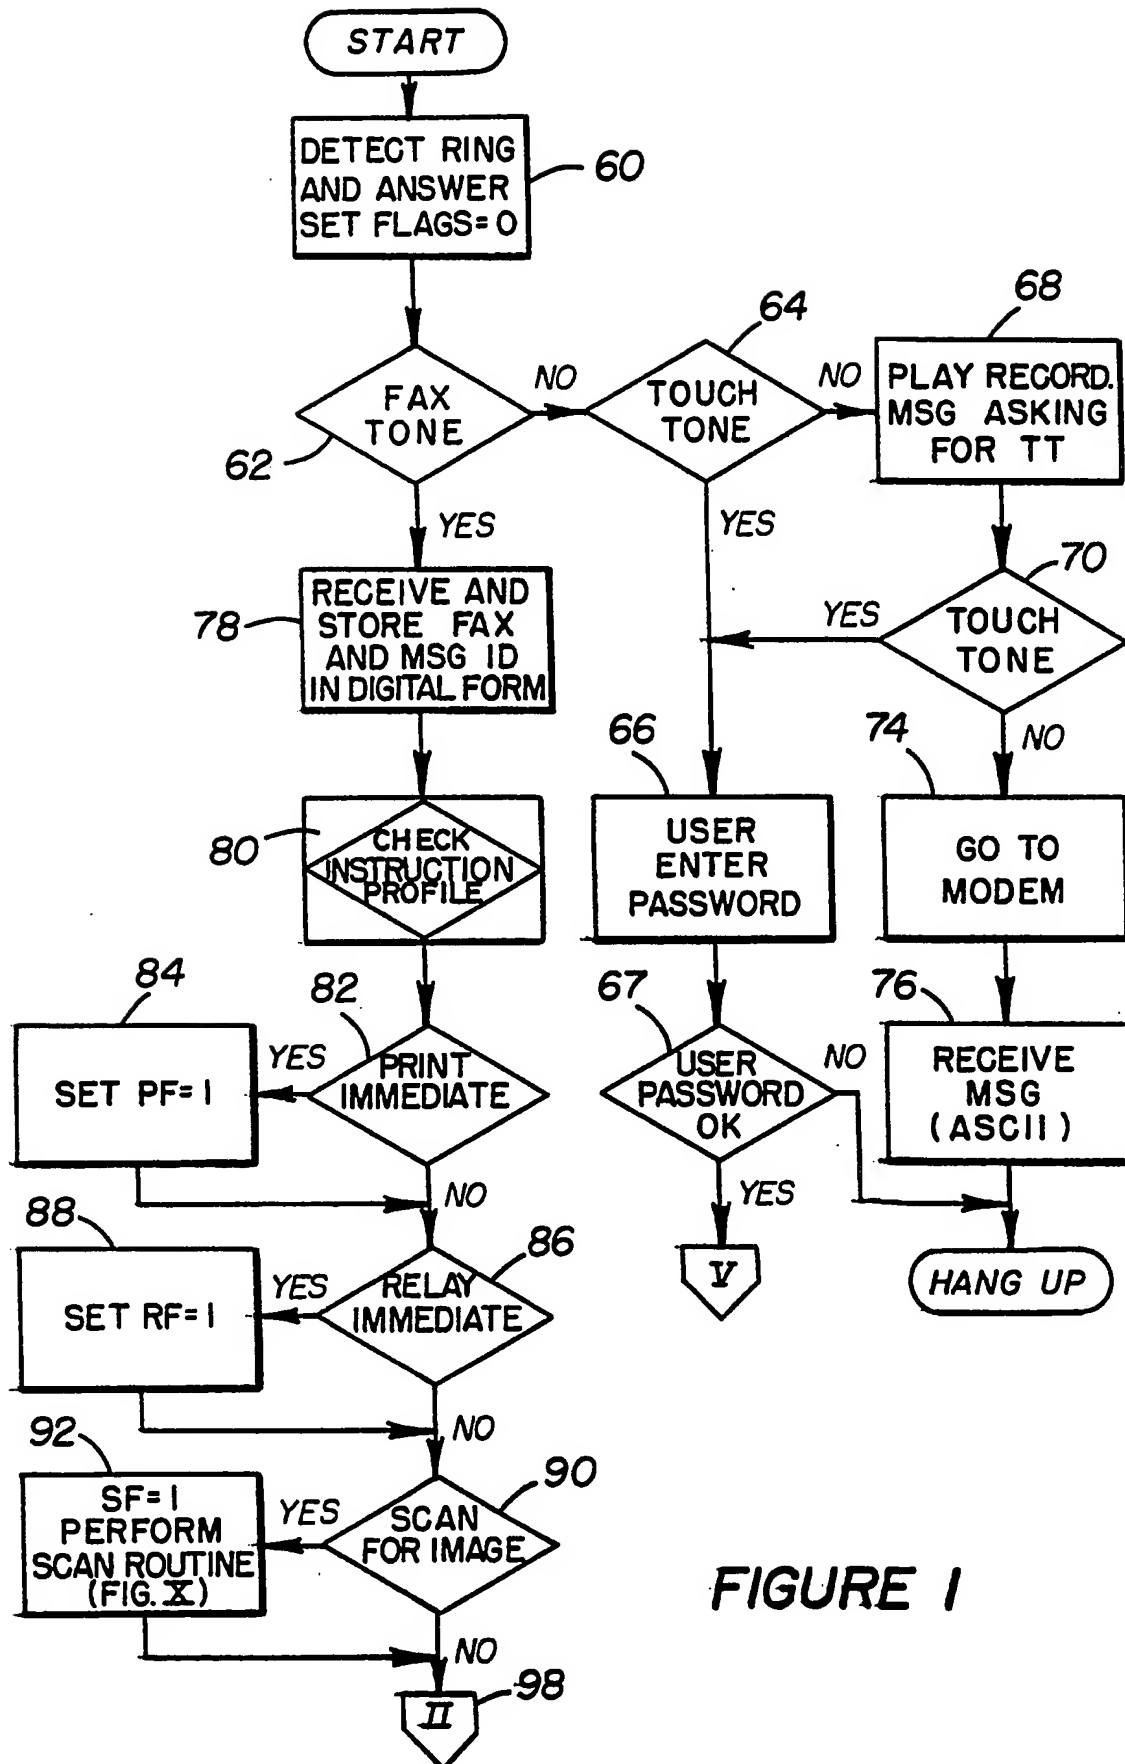 START
DETECT RING
AND ANSWER
SET FLAGS=0
60
FAX
TONE
62
NO
YES
64
TOUCH
TONE
NO
YES
68
PLAY RECORD.
MSG ASKING
FOR TT
70
TOUCH
TONE
YES
NO
78
RECEIVE AND
STORE FAX
AND MSG ID
IN DIGITAL FORM
66
USER
ENTER
PASSWORD
74
GO TO
MODEM
80
CHECK
INSTRUCTION
PROFILE
67
USER
PASSWORD
OK
NO
YES
V
76
RECEIVE
MSG
(ASCII)
HANG UP
84
SET PF=1
82
PRINT
IMMEDIATE
YES
NO
88
SET RF=1
86
RELAY
IMMEDIATE
YES
NO
92
SF=1
PERFORM
SCAN ROUTINE
(FIG. X)
90
SCAN
FOR IMAGE
YES
NO
II
98
FIGURE 1